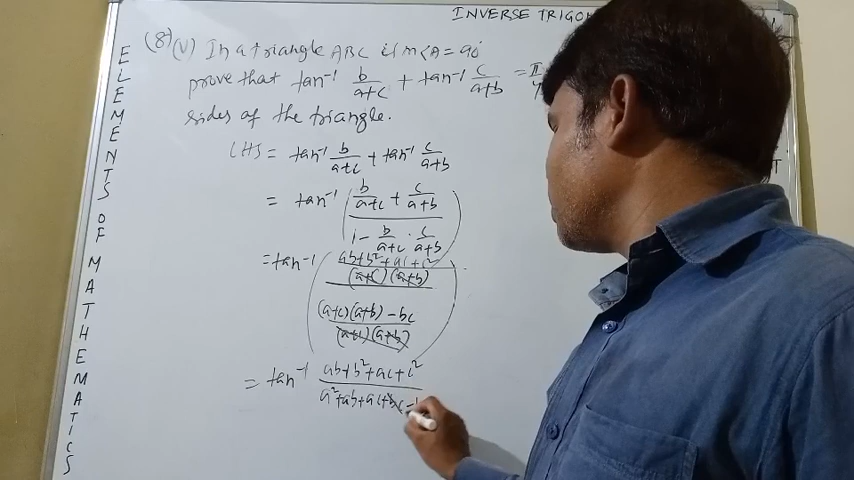 INVERSE TRIGO
ELEMENTS OF MATHEMATICS
(8) (v) In a triangle ABC if m<A = 90°
prove that tan⁻¹ b/(a+c) + tan⁻¹ c/(a+b) = π/4
sides of the triangle.
LHS = tan⁻¹ b/(a+c) + tan⁻¹ c/(a+b)
= tan⁻¹ ((b/(a+c) + c/(a+b))/(1 - b/(a+c) · c/(a+b)))
= tan⁻¹ (((ab+b²+ac+c²)/((a+c)(a+b)))/(((a+c)(a+b) - bc)/((a+c)(a+b))))
= tan⁻¹ (ab+b²+ac+c²)/(a²+ab+ac+bc-